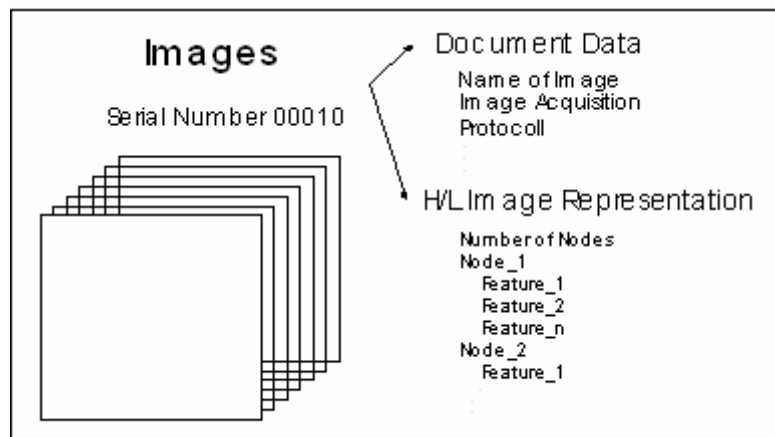 Images
Serial Number 00010
Document Data
Name of Image
Image Acquisition
Protocoll
H/L Image Representation
Number of Nodes
Node_1
Feature_1
Feature_2
Feature_n
Node_2
Feature_1